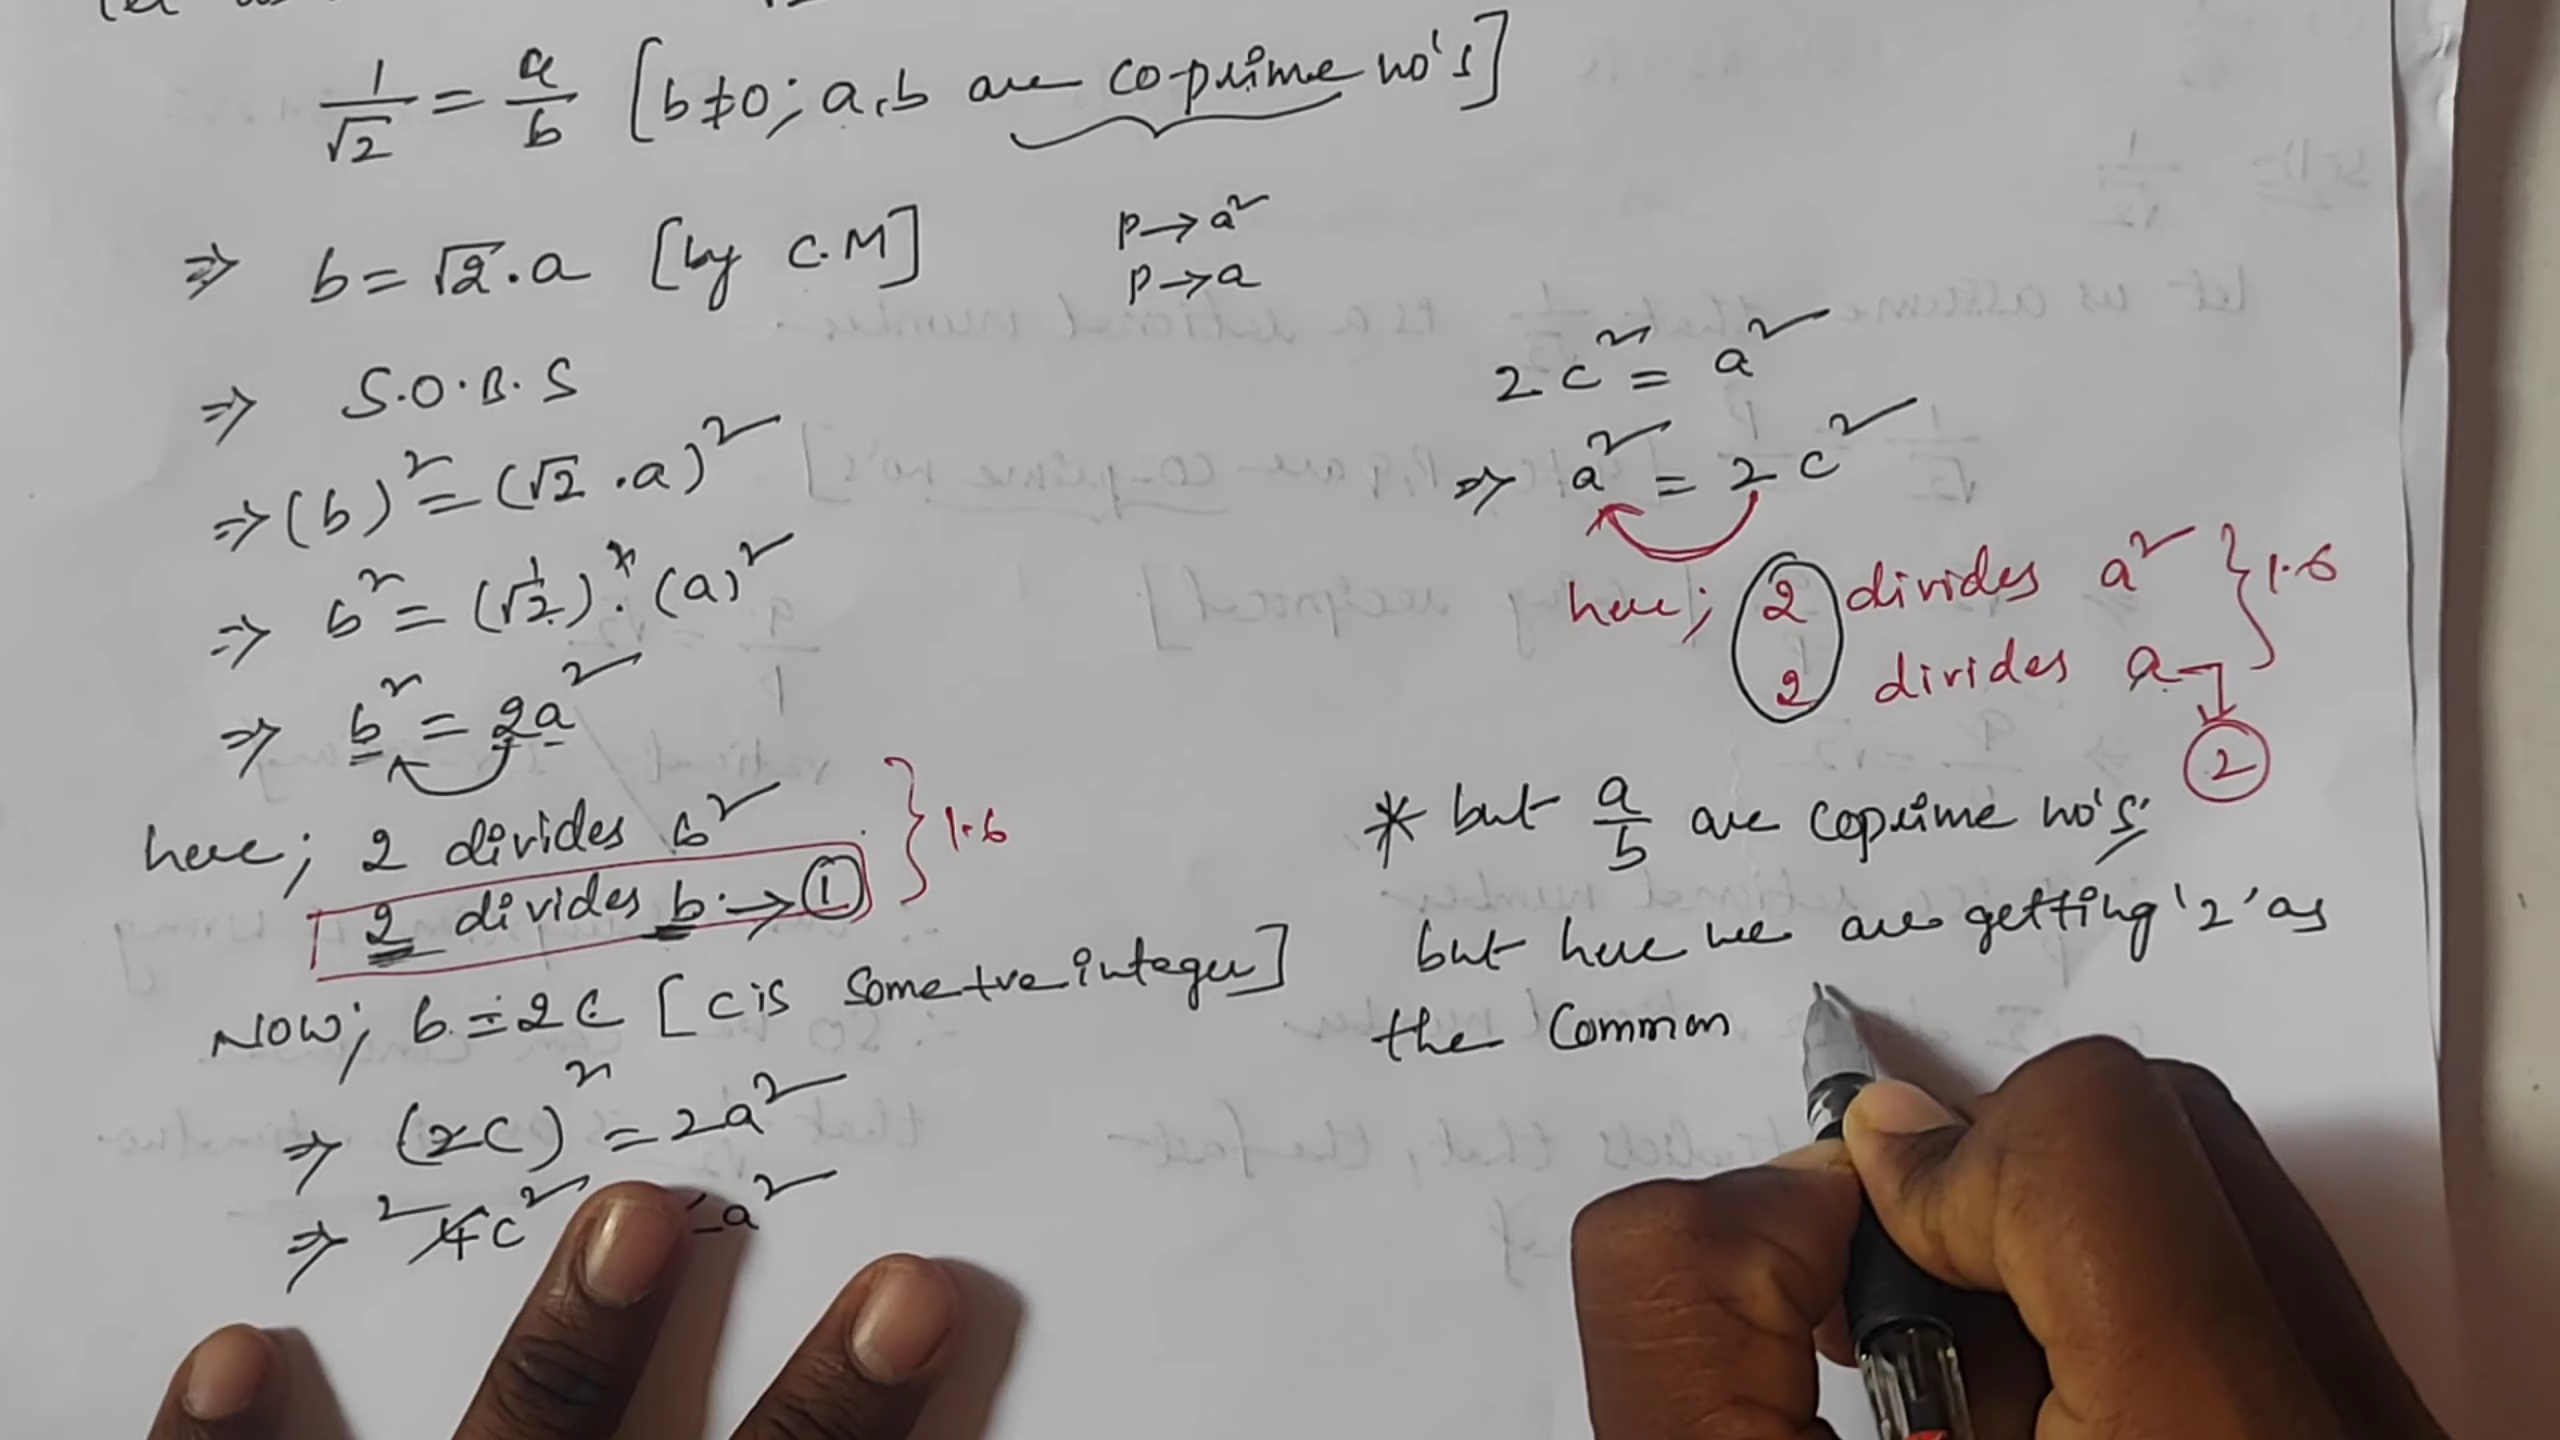 1/√2 = a/b [b≠0; a,b are co-prime no's]
⇒ b = √2 . a [by C.M]
⇒ S.O.B.S
⇒ (b)² = (√2 . a)²
⇒ b² = (√2)² . (a)²
⇒ b² = 2a²
here; 2 divides b²
2 divides b. → ① } 1.6
Now; b = 2c [c is some +ve integer]
⇒ (2c)² = 2a²
⇒ 2 4c² a²
p → a²
p → a
2c² = a²
⇒ a² = 2c²
here; 2 divides a²
2 divides a } 1.6
②
* but a/b are coprime no's.
but here we are getting '2' as
the common